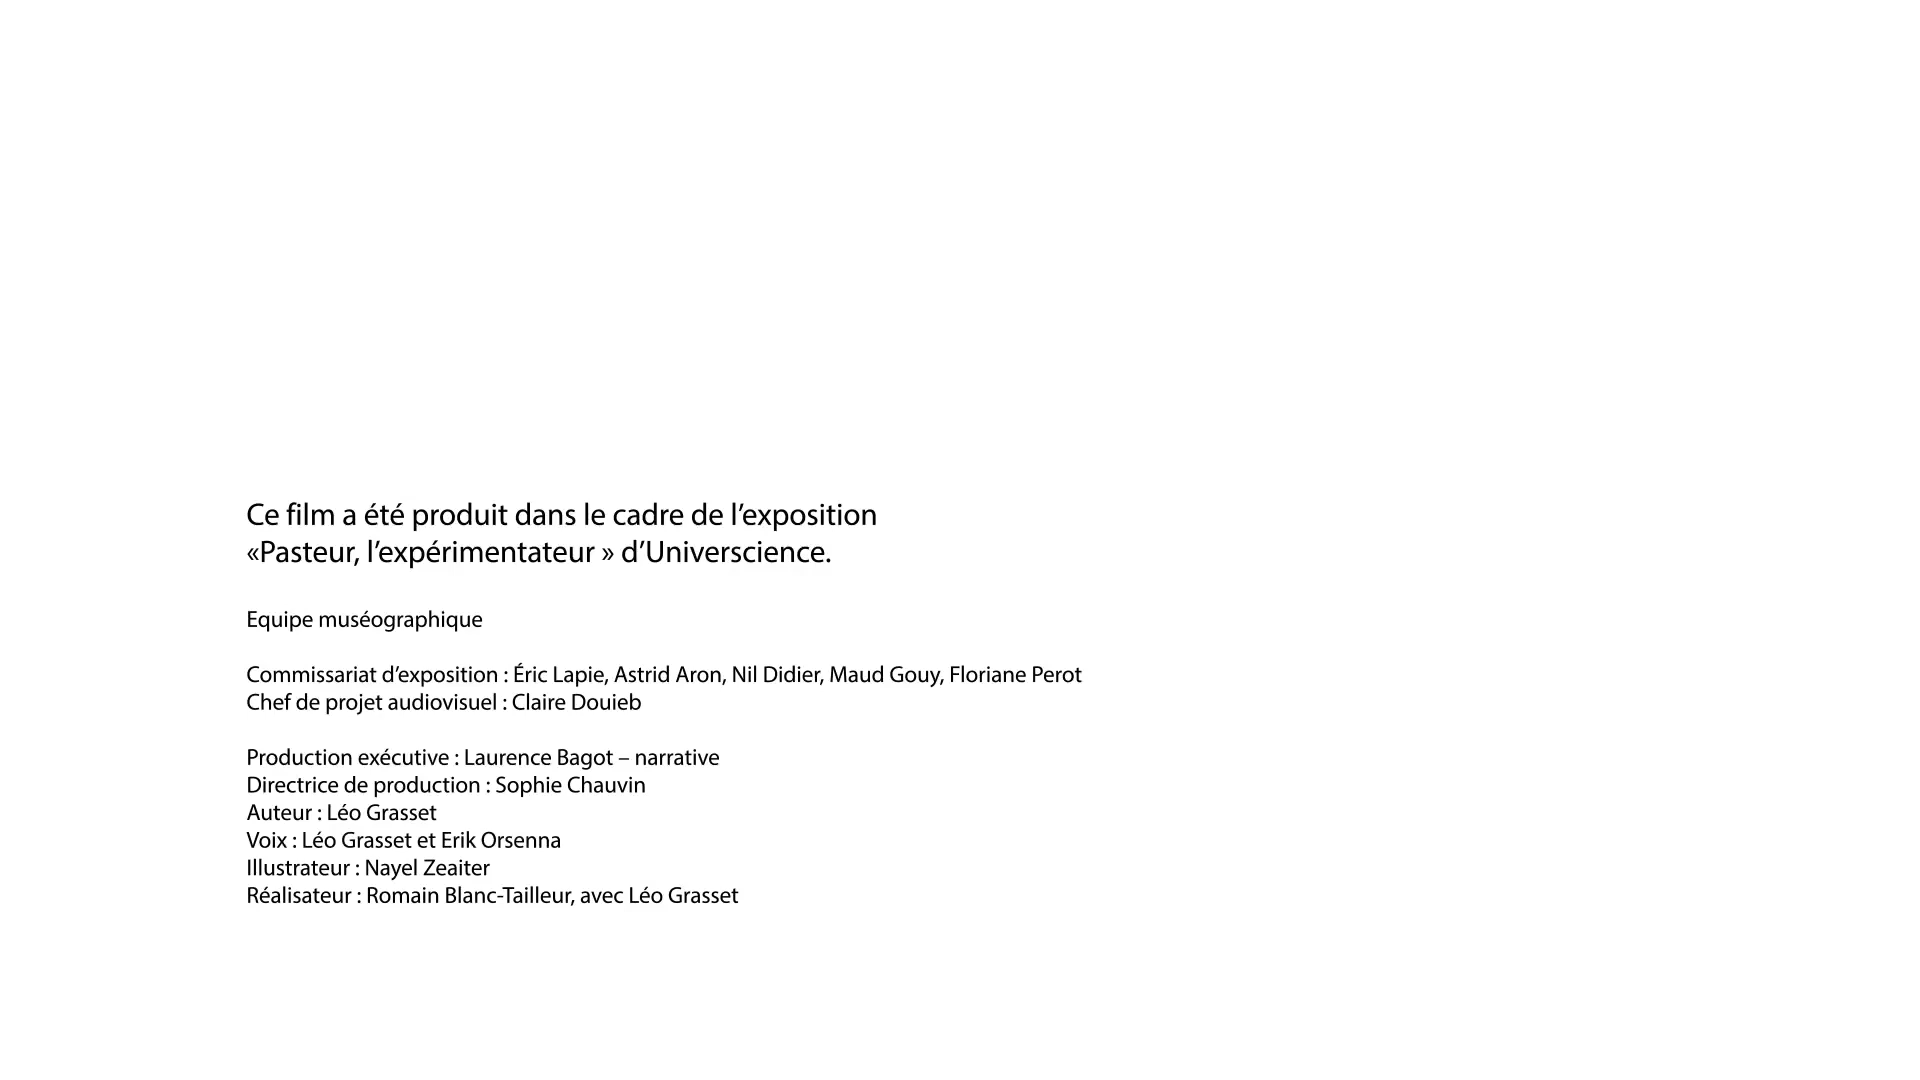 Ce film a été produit dans le cadre de l’exposition
«Pasteur, l’expérimentateur » d’Universcience.
Equipe muséographique
Commissariat d’exposition : Éric Lapie, Astrid Aron, Nil Didier, Maud Gouy, Floriane Perot
Chef de projet audiovisuel : Claire Douieb
Production exécutive : Laurence Bagot – narrative
Directrice de production : Sophie Chauvin
Auteur : Léo Grasset
Voix : Léo Grasset et Erik Orsenna
Illustrateur : Nayel Zeaiter
Réalisateur : Romain Blanc-Tailleur, avec Léo Grasset